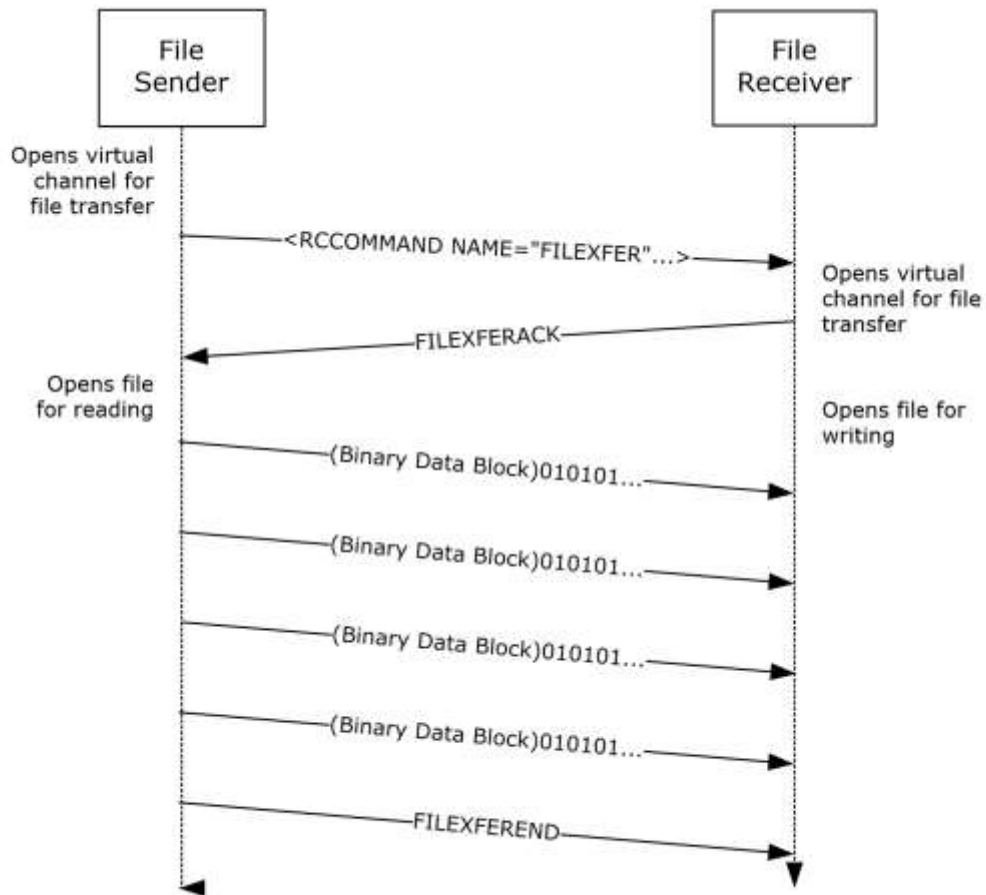 File
Sender
File
Receiver
Opens virtual
channel for
file transfer
<RCCOMMAND NAME="FILEXFER"...>
Opens virtual
channel for file
transfer
FILEXFERACK
Opens file
for reading
Opens file for
writing
(Binary Data Block)010101...
(Binary Data Block)010101...
(Binary Data Block)010101...
(Binary Data Block)010101...
FILEXFEREND